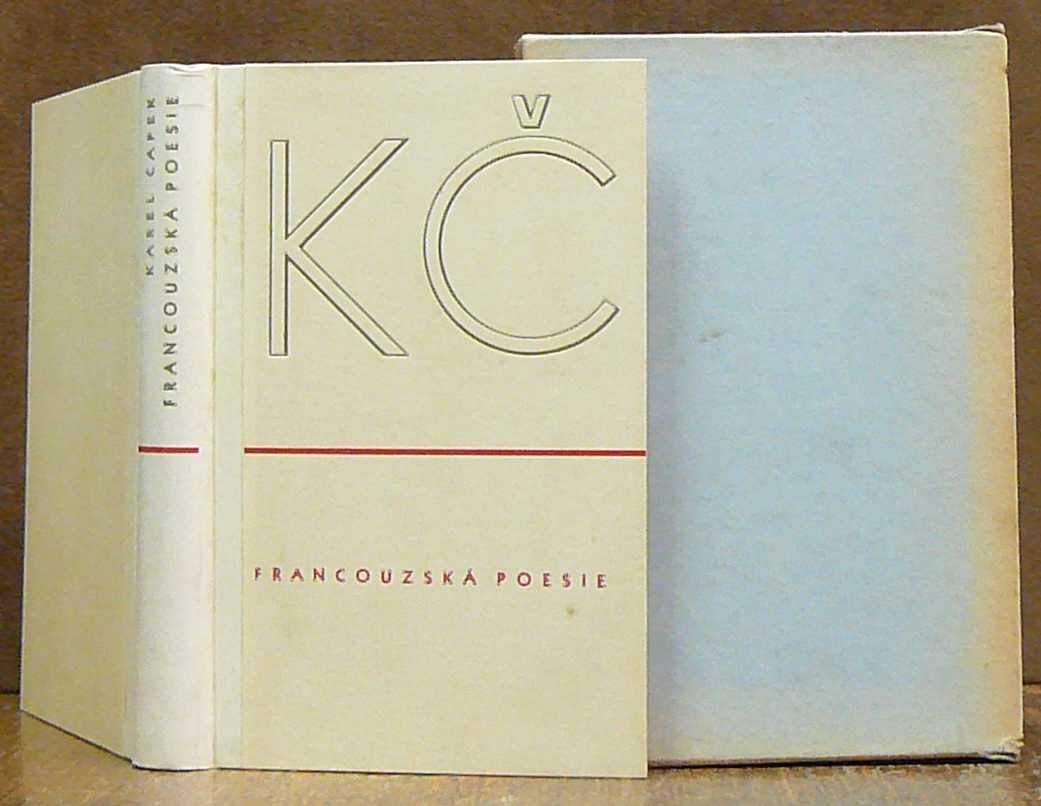 KAREL ČAPEK
FRANCOUZSKÁ POESIE
KČ
FRANCOUZSKÁ POESIE